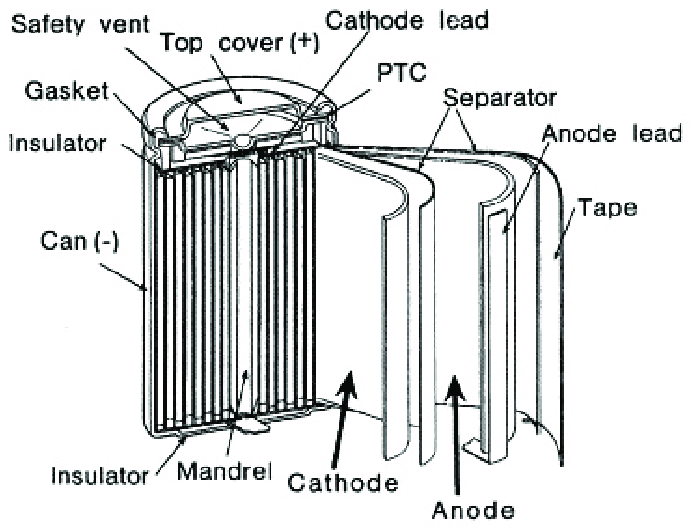 Safety vent
Cathode lead
Top cover (+)
PTC
Gasket
Separator
Insulator
Anode lead
Tape
Can (-)
Insulator
Mandrel
Cathode
Anode